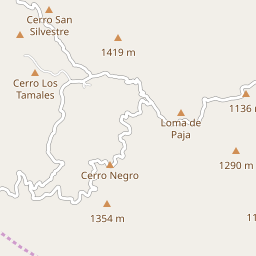 Cerro San
Silvestre
1419 m
Cerro Los
Tamales
1136 m
Loma de
Paja
1290 m
Cerro Negro
1354 m